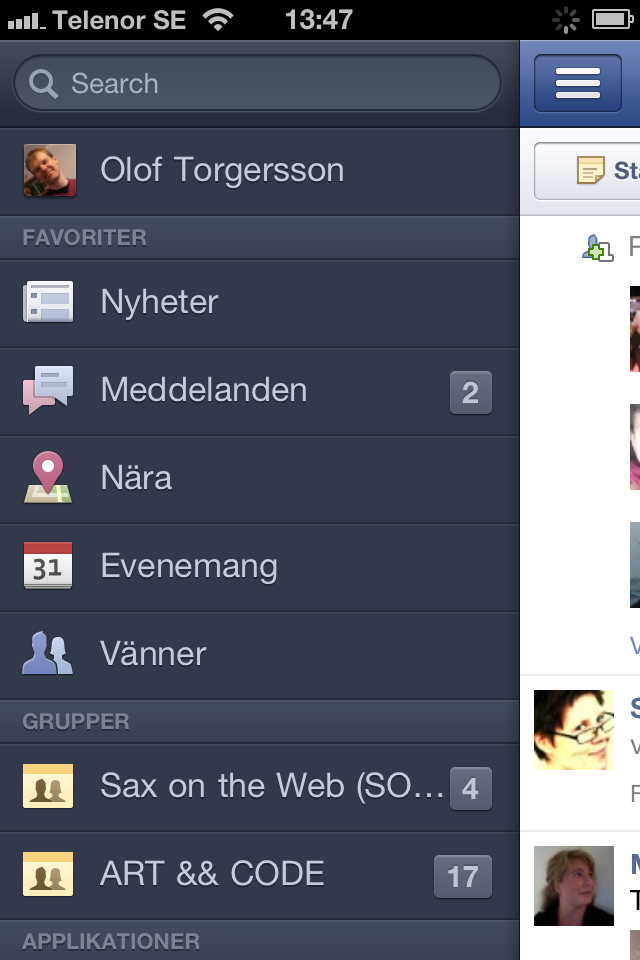 Telenor SE
13:47
Search
Olof Torgersson
FAVORITER
Nyheter
Meddelanden
2
Nära
31
Evenemang
Vänner
GRUPPER
Sax on the Web (SO…
4
ART && CODE
17
APPLIKATIONER